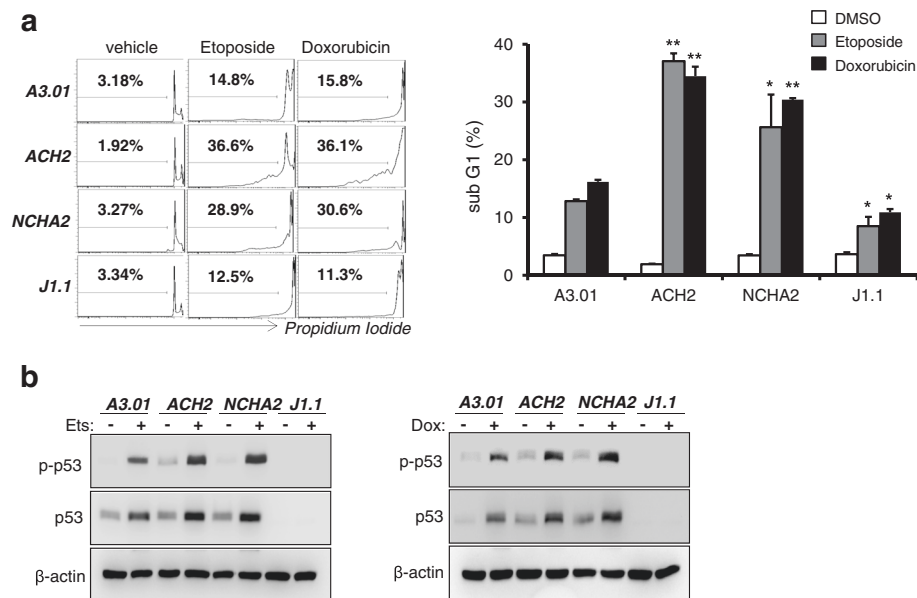 a
vehicle Etoposide Doxorubicin
A3.01 3.18% 14.8% 15.8%
ACH2 1.92% 36.6% 36.1%
NCHA2 3.27% 28.9% 30.6%
J1.1 3.34% 12.5% 11.3%
Propidium Iodide
DMSO
Etoposide
Doxorubicin
sub G1 (%)
40
30
20
10
0
** **
* **
* *
A3.01 ACH2 NCHA2 J1.1
b
A3.01 ACH2 NCHA2 J1.1
Ets: - + - + - + - +
p-p53
p53
β-actin
A3.01 ACH2 NCHA2 J1.1
Dox: - + - + - + - +
p-p53
p53
β-actin